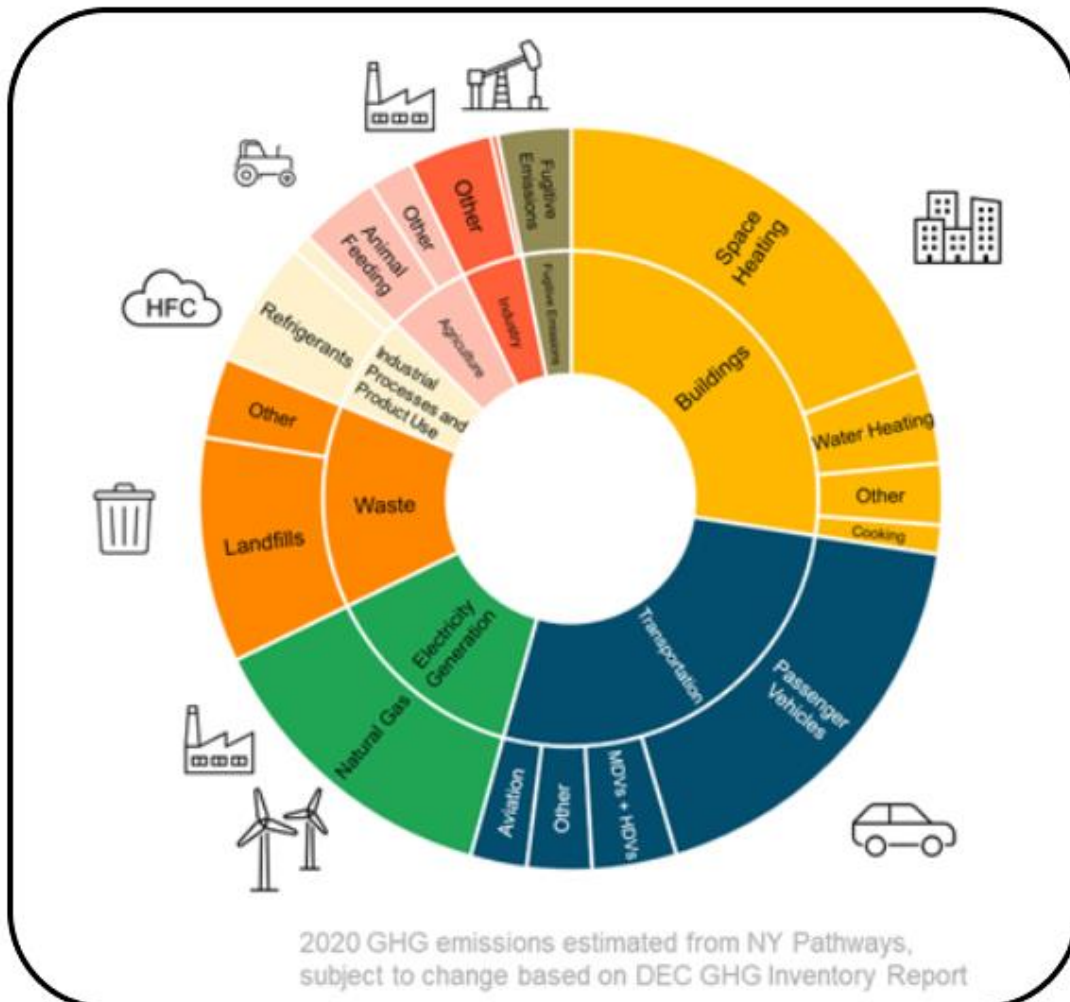 Fugitive
Emissions
Other
Other
Animal
Feeding
Refrigerants
HFC
Space
Heating
Buildings
Fugitive Emissions
Industry
Agriculture
Industrial
Processes and
Product Use
Water Heating
Other
Cooking
Other
Waste
Landfills
Electricity
Generation
Transportation
Passenger
Vehicles
Natural Gas
Aviation
Other
MDVs + HDVs
2020 GHG emissions estimated from NY Pathways,
subject to change based on DEC GHG Inventory Report